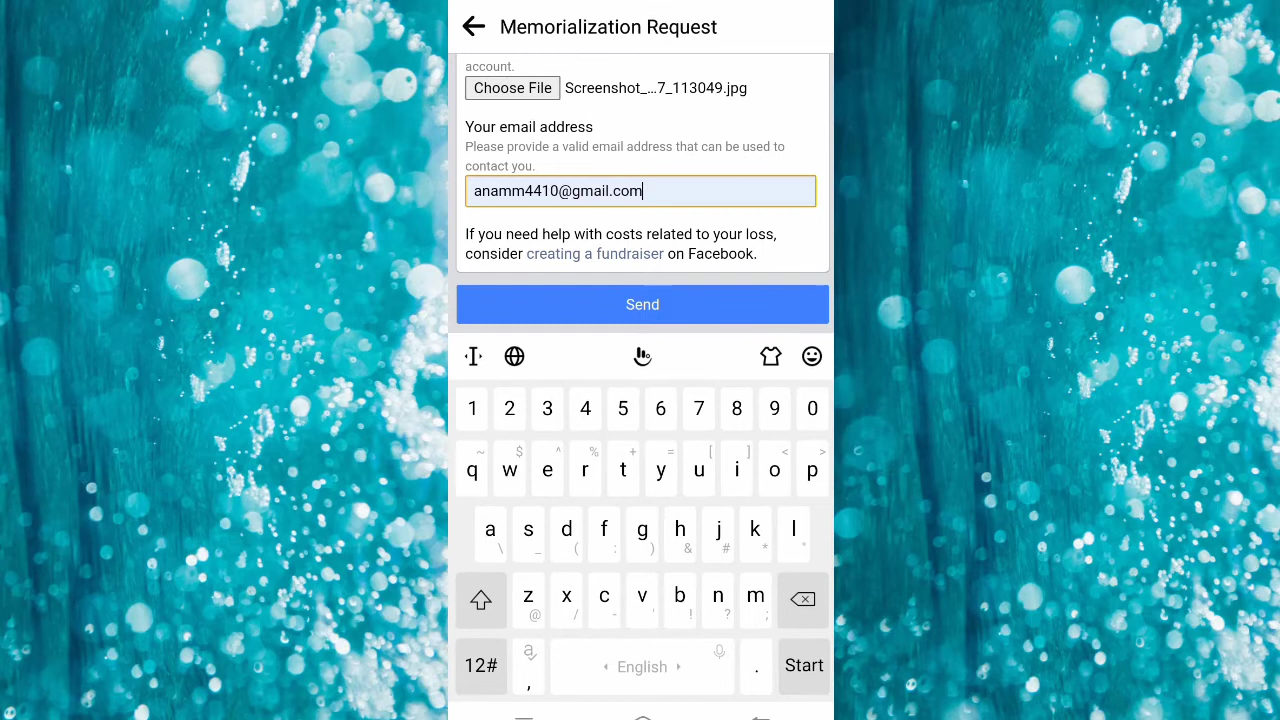 Memorialization Request
account.
Choose File Screenshot_...7_113049.jpg
Your email address
Please provide a valid email address that can be used to
contact you.
anamm4410@gmail.com
If you need help with costs related to your loss,
consider creating a fundraiser on Facebook.
Send
1 2 3 4 5 6 7 8 9 0
~ $ ^ % + = [ ] < >
q w e r t y u i o p
a s d f g h j k l
\ _ ( : ) & # * "
z x c v b n m
@ / - ' ! ? ;
12# a , English . Start